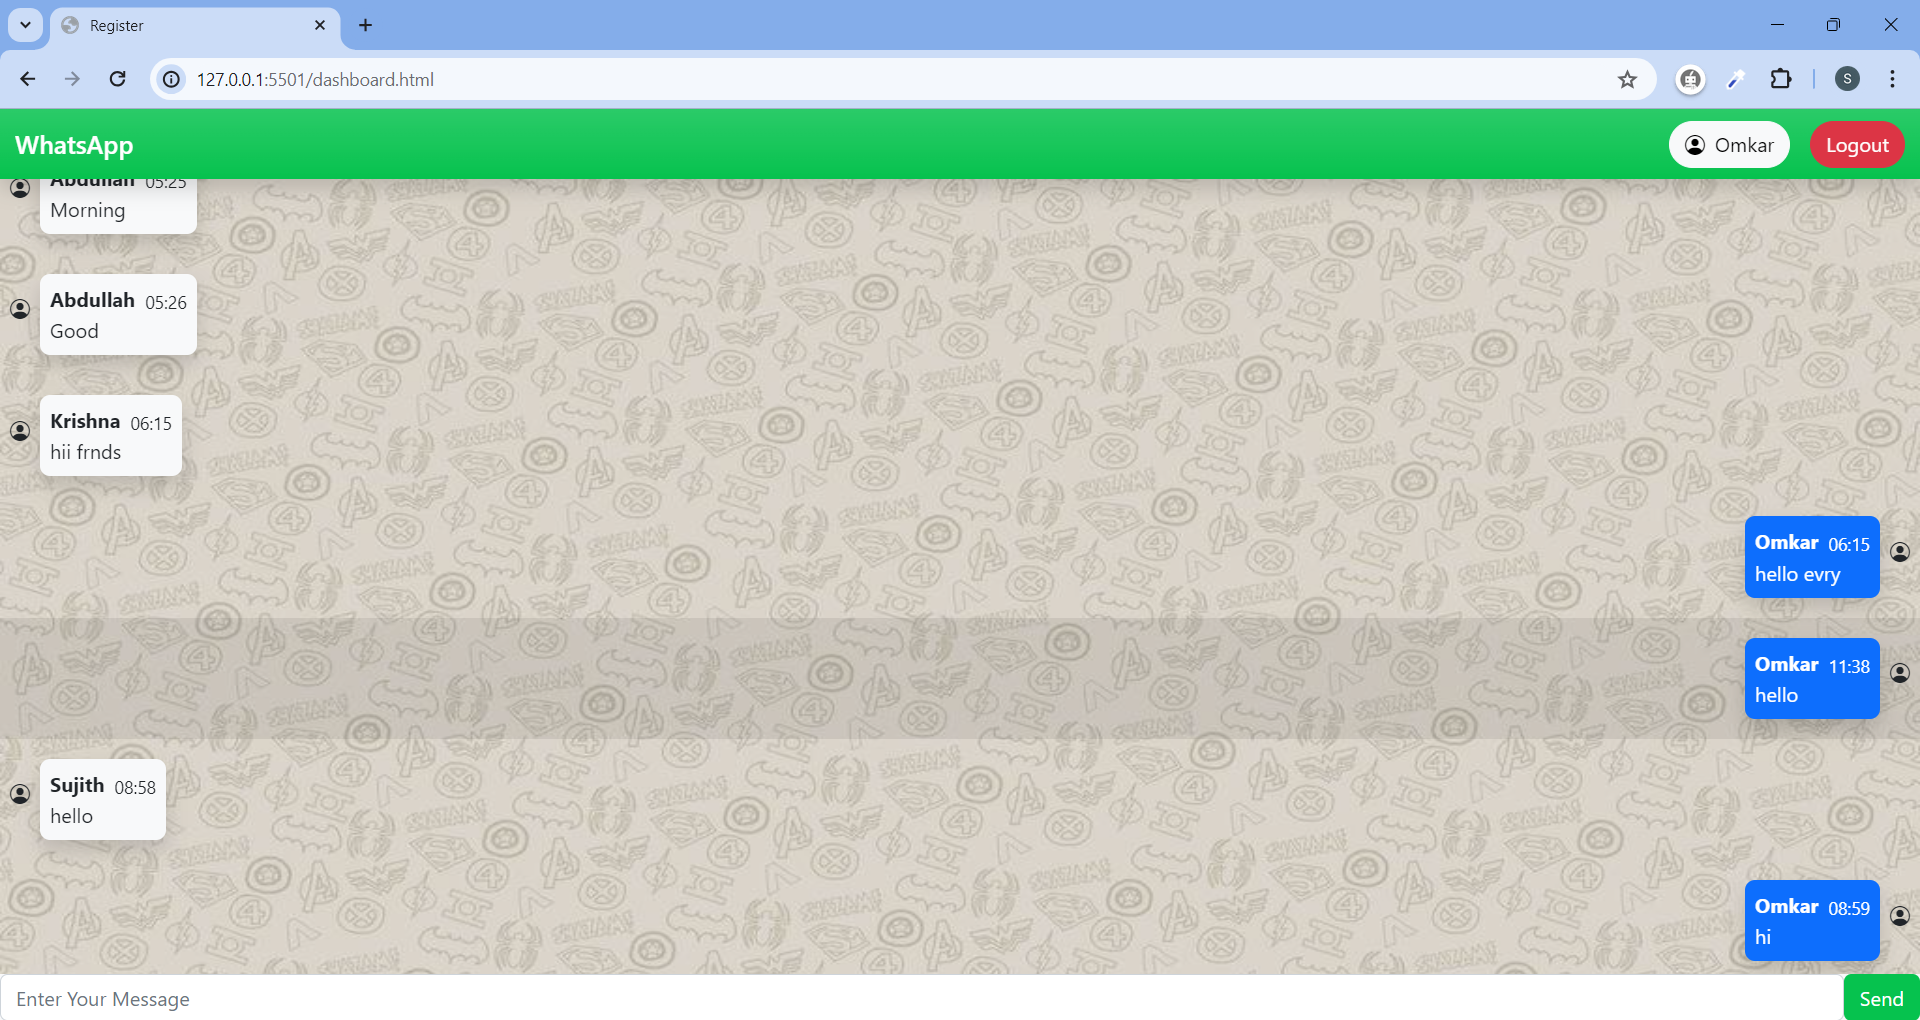 Register
127.0.0.1:5501/dashboard.html
S
WhatsApp
Omkar
Logout
Abdullah 05:25
Morning
Abdullah 05:26
Good
Krishna 06:15
hii frnds
Omkar 06:15
hello evry
Omkar 11:38
hello
Sujith 08:58
hello
Omkar 08:59
hi
Enter Your Message
Send
SHAZAM!